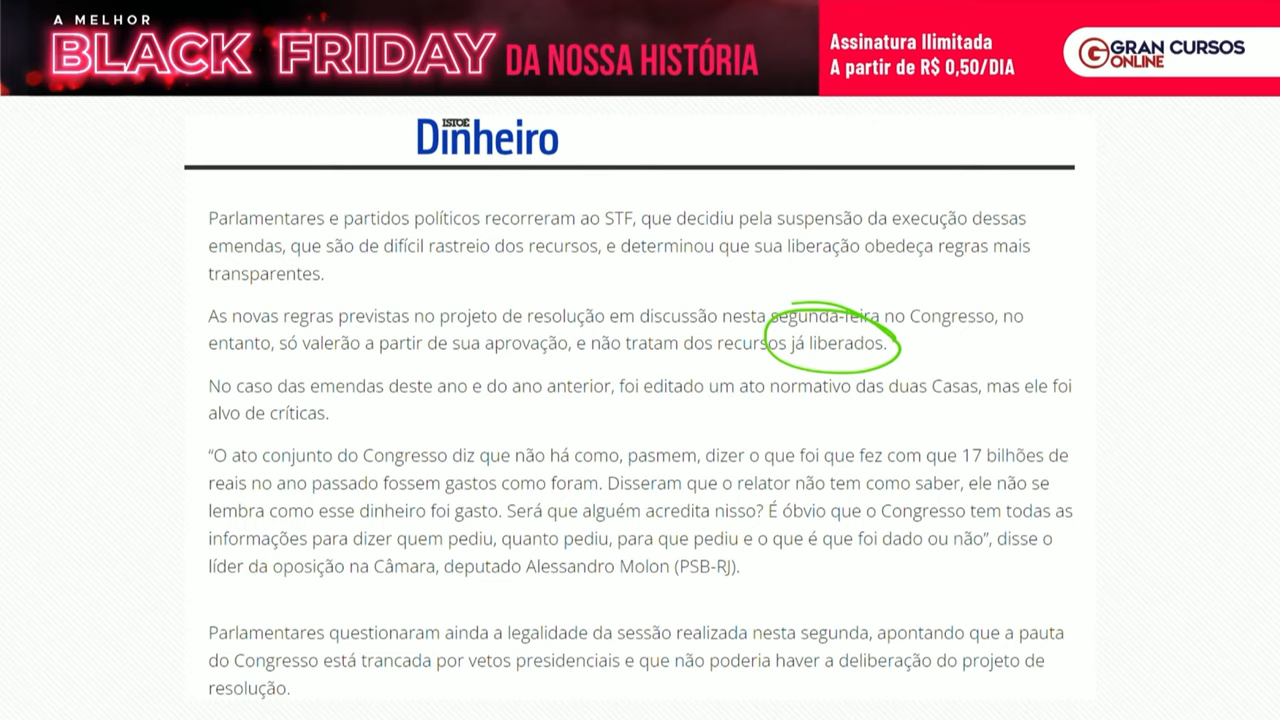 A MELHOR
BLACK FRIDAY DA NOSSA HISTÓRIA
Assinatura Ilimitada
A partir de R$ 0,50/DIA
GRAN CURSOS
ONLINE
ISTOÉ
Dinheiro
Parlamentares e partidos políticos recorreram ao STF, que decidiu pela suspensão da execução dessas
emendas, que são de difícil rastreio dos recursos, e determinou que sua liberação obedeça regras mais
transparentes.
As novas regras previstas no projeto de resolução em discussão nesta segunda-feira no Congresso, no
entanto, só valerão a partir de sua aprovação, e não tratam dos recursos já liberados.
No caso das emendas deste ano e do ano anterior, foi editado um ato normativo das duas Casas, mas ele foi
alvo de críticas.
“O ato conjunto do Congresso diz que não há como, pasmem, dizer o que foi que fez com que 17 bilhões de
reais no ano passado fossem gastos como foram. Disseram que o relator não tem como saber, ele não se
lembra como esse dinheiro foi gasto. Será que alguém acredita nisso? É óbvio que o Congresso tem todas as
informações para dizer quem pediu, quanto pediu, para que pediu e o que é que foi dado ou não”, disse o
líder da oposição na Câmara, deputado Alessandro Molon (PSB-RJ).
Parlamentares questionaram ainda a legalidade da sessão realizada nesta segunda, apontando que a pauta
do Congresso está trancada por vetos presidenciais e que não poderia haver a deliberação do projeto de
resolução.